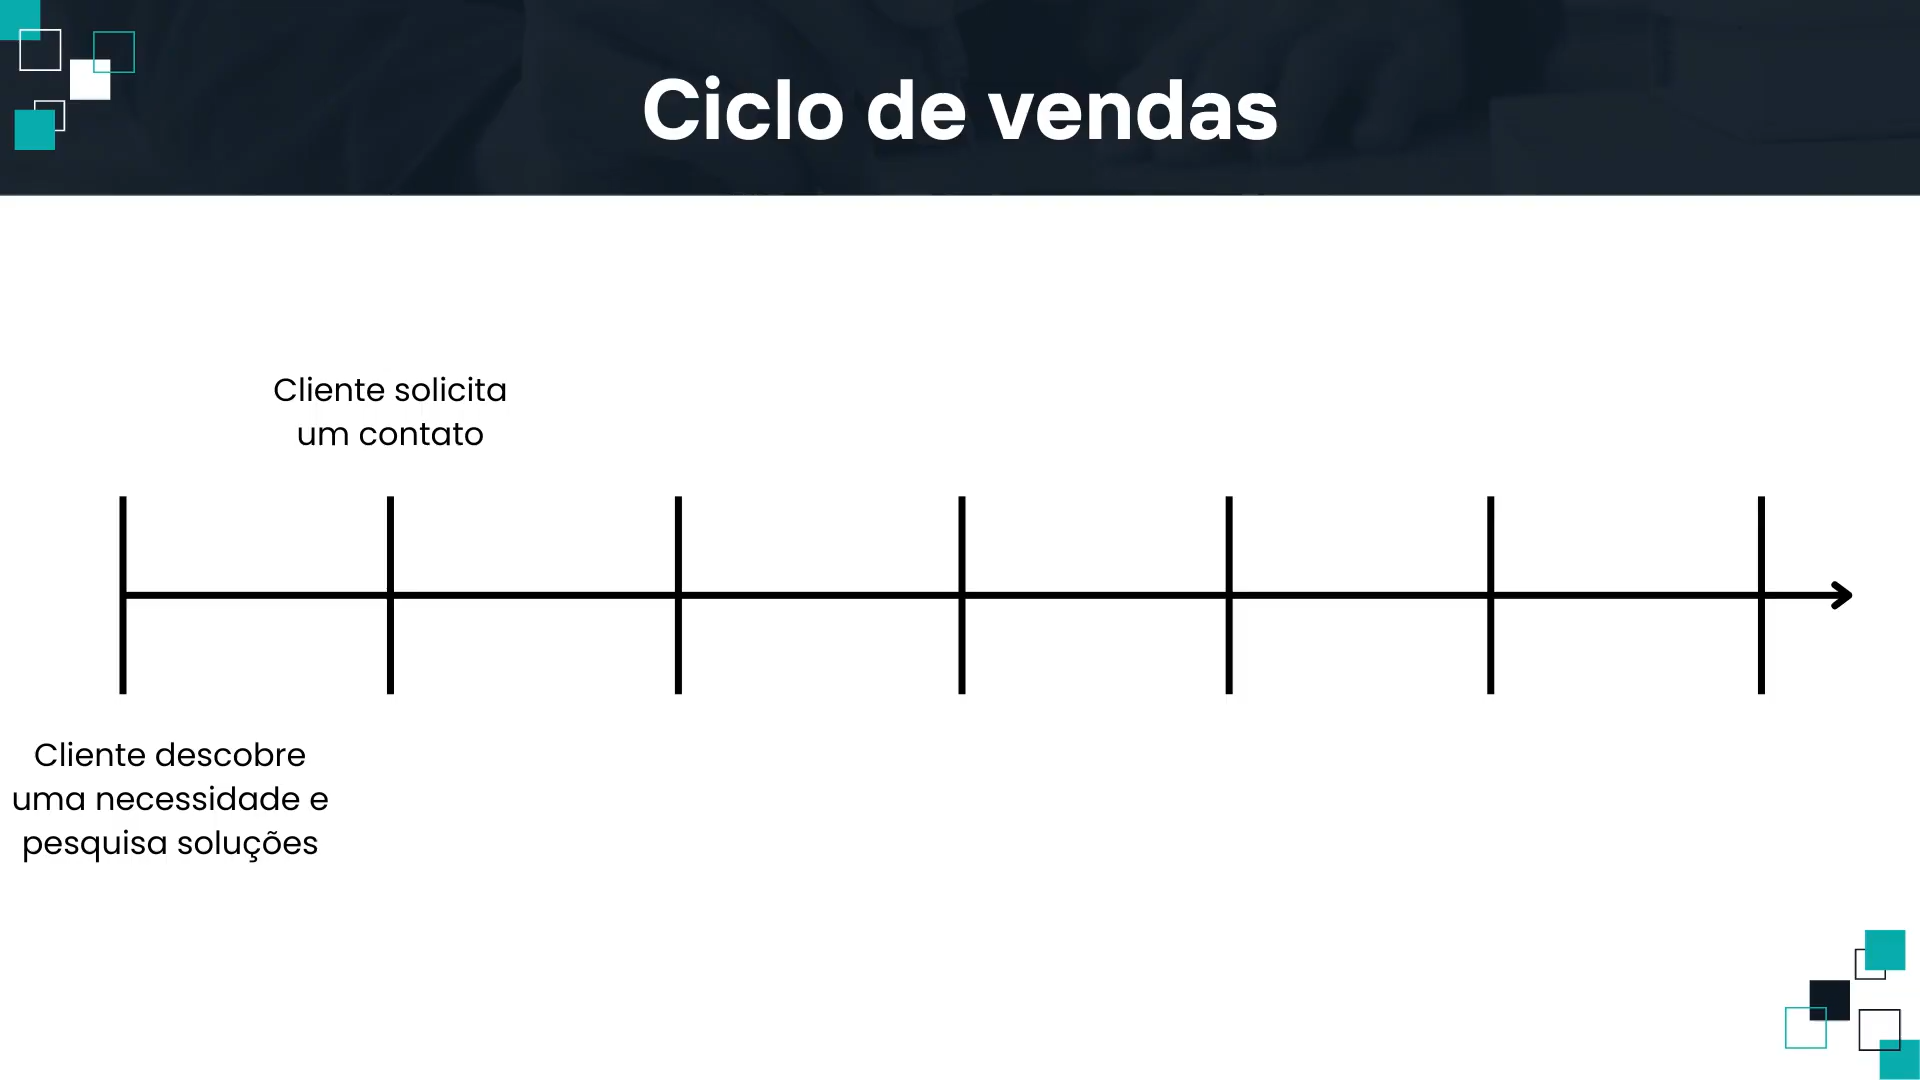 Ciclo de vendas
Cliente solicita
um contato
Cliente descobre
uma necessidade e
pesquisa soluções